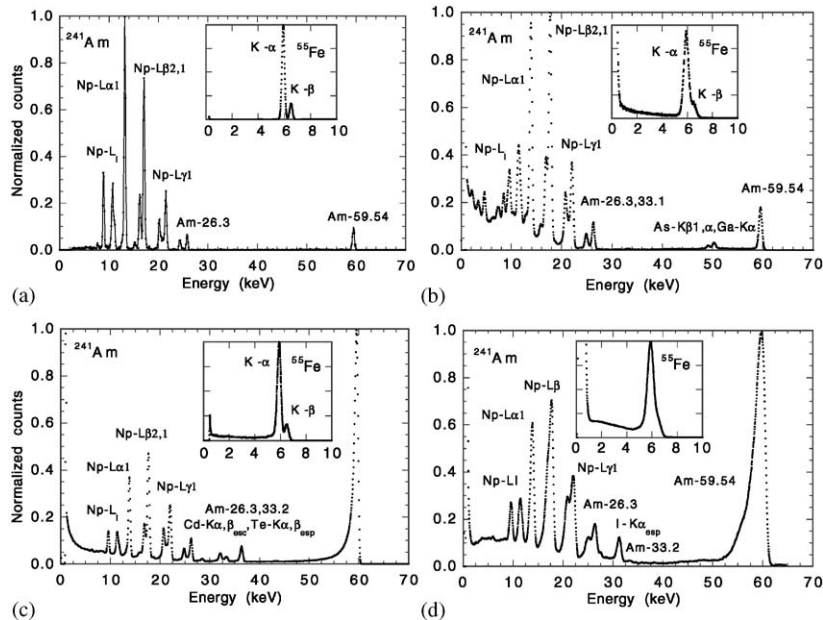 ²⁴¹Am
Np-Lα1
Np-Lβ2,1
Np-Lₗ
Np-Lγ1
Am-26.3
Am-59.54
K-α
⁵⁵Fe
K-β
0 2 4 6 8 10
1.0
0.8
0.6
0.4
0.2
0.0
Normalized counts
0 10 20 30 40 50 60 70
Energy (keV)
(a)
²⁴¹Am
Np-Lβ2,1
Np-Lα1
Np-Lₗ
Np-Lγ1
Am-26.3,33.1
As-Kβ1,α,Ga-Kα
Am-59.54
K-α
⁵⁵Fe
K-β
0 2 4 6 8 10
1.0
0.8
0.6
0.4
0.2
0.0
0 10 20 30 40 50 60 70
Energy (keV)
(b)
²⁴¹Am
Np-Lβ2,1
Np-Lα1
Np-Lₗ
Np-Lγ1
Am-26.3,33.2
Cd-Kα,βesc,Te-Kα,βesp
K-α
⁵⁵Fe
K-β
0 2 4 6 8 10
1.0
0.8
0.6
0.4
0.2
0.0
Normalized counts
0 10 20 30 40 50 60 70
Energy (keV)
(c)
²⁴¹Am
Np-Lβ
Np-Lα1
Np-Ll
Np-Lγ1
Am-26.3
I-Kαesp
Am-33.2
Am-59.54
⁵⁵Fe
0 2 4 6 8 10
1.0
0.8
0.6
0.4
0.2
0.0
0 10 20 30 40 50 60 70
Energy (keV)
(d)